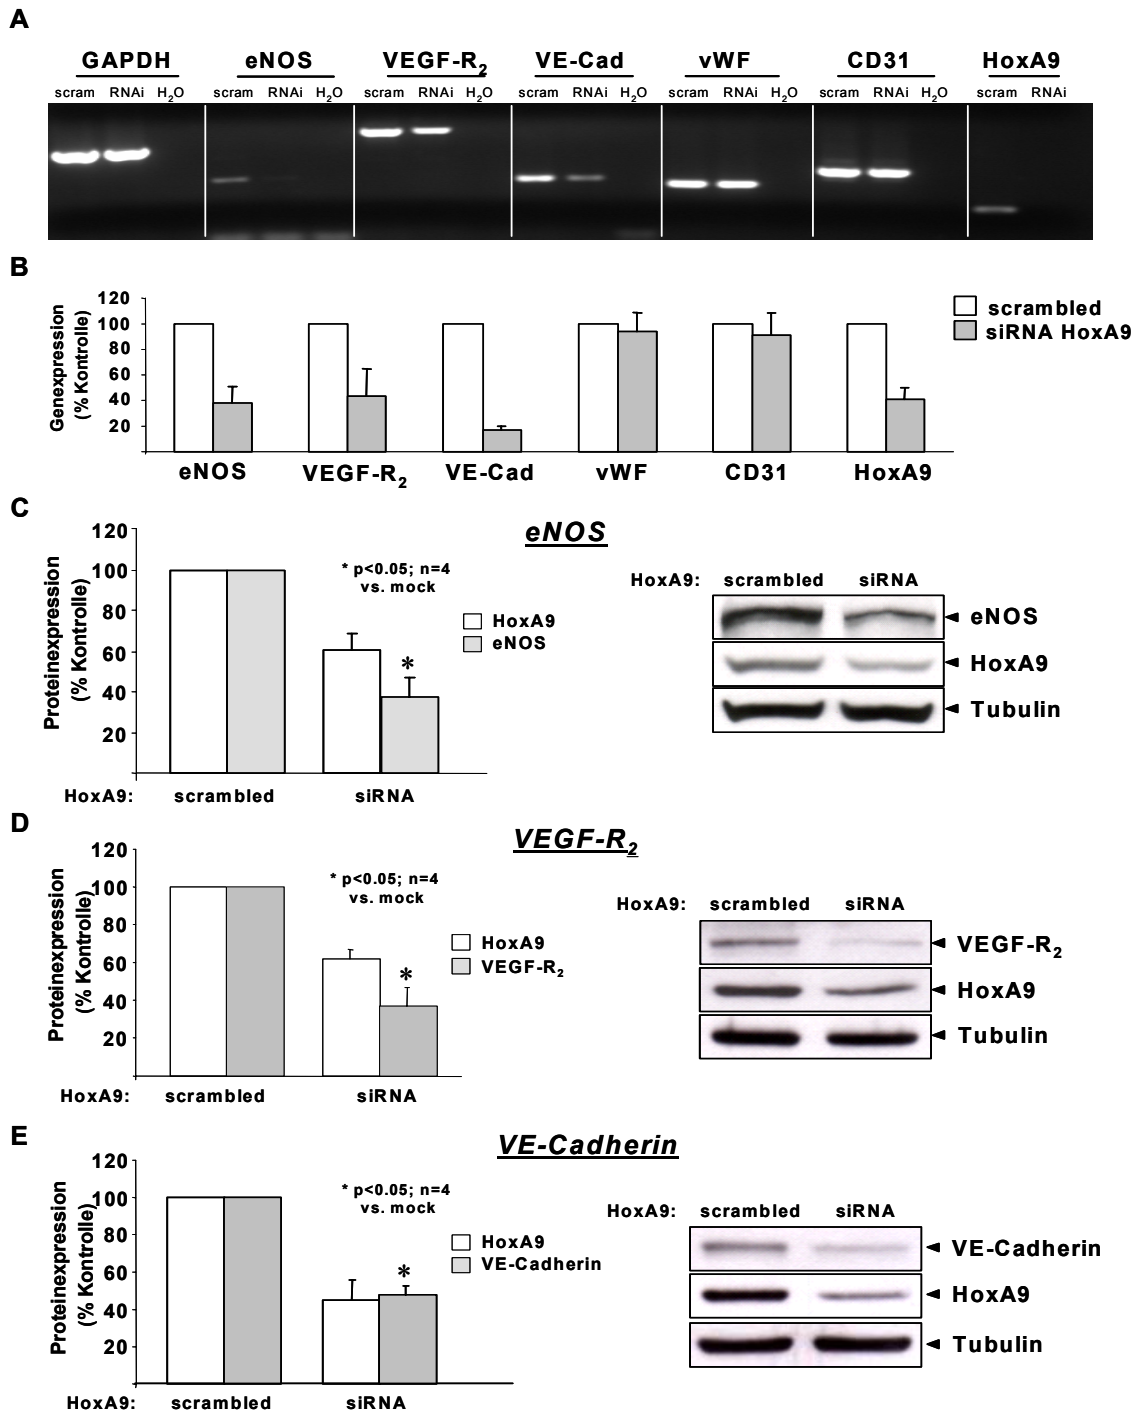 A
GAPDH eNOS VEGF-R2 VE-Cad vWF CD31 HoxA9
scram RNAi H2O scram RNAi H2O scram RNAi H2O scram RNAi H2O scram RNAi H2O scram RNAi H2O scram RNAi
B
Genexpression
(% Kontrolle)
120
100
80
60
40
20
scrambled
siRNA HoxA9
eNOS VEGF-R2 VE-Cad vWF CD31 HoxA9
C
eNOS
Proteinexpression
(% Kontrolle)
120
100
80
60
40
20
* p<0.05; n=4
vs. mock
HoxA9
eNOS
*
HoxA9: scrambled siRNA
HoxA9: scrambled siRNA
eNOS
HoxA9
Tubulin
D
VEGF-R2
Proteinexpression
(% Kontrolle)
120
100
80
60
40
20
* p<0.05; n=4
vs. mock
HoxA9
VEGF-R2
*
HoxA9: scrambled siRNA
HoxA9: scrambled siRNA
VEGF-R2
HoxA9
Tubulin
E
VE-Cadherin
Proteinexpression
(% Kontrolle)
120
100
80
60
40
20
* p<0.05; n=4
vs. mock
HoxA9
VE-Cadherin
*
HoxA9: scrambled siRNA
HoxA9: scrambled siRNA
VE-Cadherin
HoxA9
Tubulin